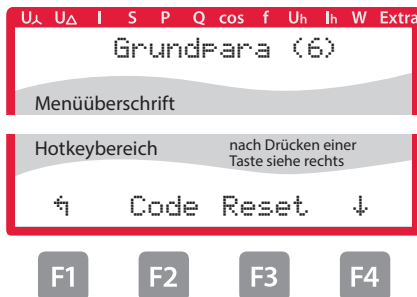 U⅄ U△ I S P Q cos f Uh Ih W Extra
Grundpara (6)
Menüüberschrift
Hotkeybereich
nach Drücken einer
Taste siehe rechts
↰ Code Reset ↓
F1 F2 F3 F4